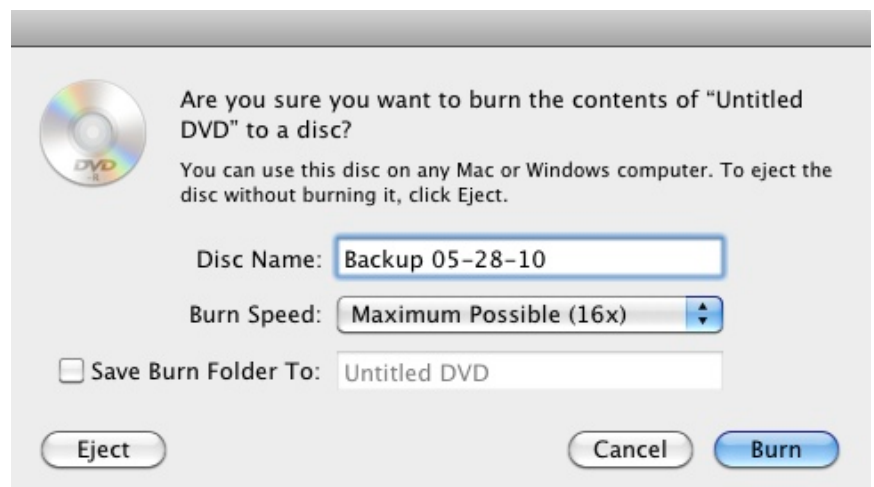 Are you sure you want to burn the contents of “Untitled
DVD” to a disc?
You can use this disc on any Mac or Windows computer. To eject the
disc without burning it, click Eject.
DVD
-R
Disc Name: Backup 05-28-10
Burn Speed: Maximum Possible (16x)
Save Burn Folder To: Untitled DVD
Eject Cancel Burn